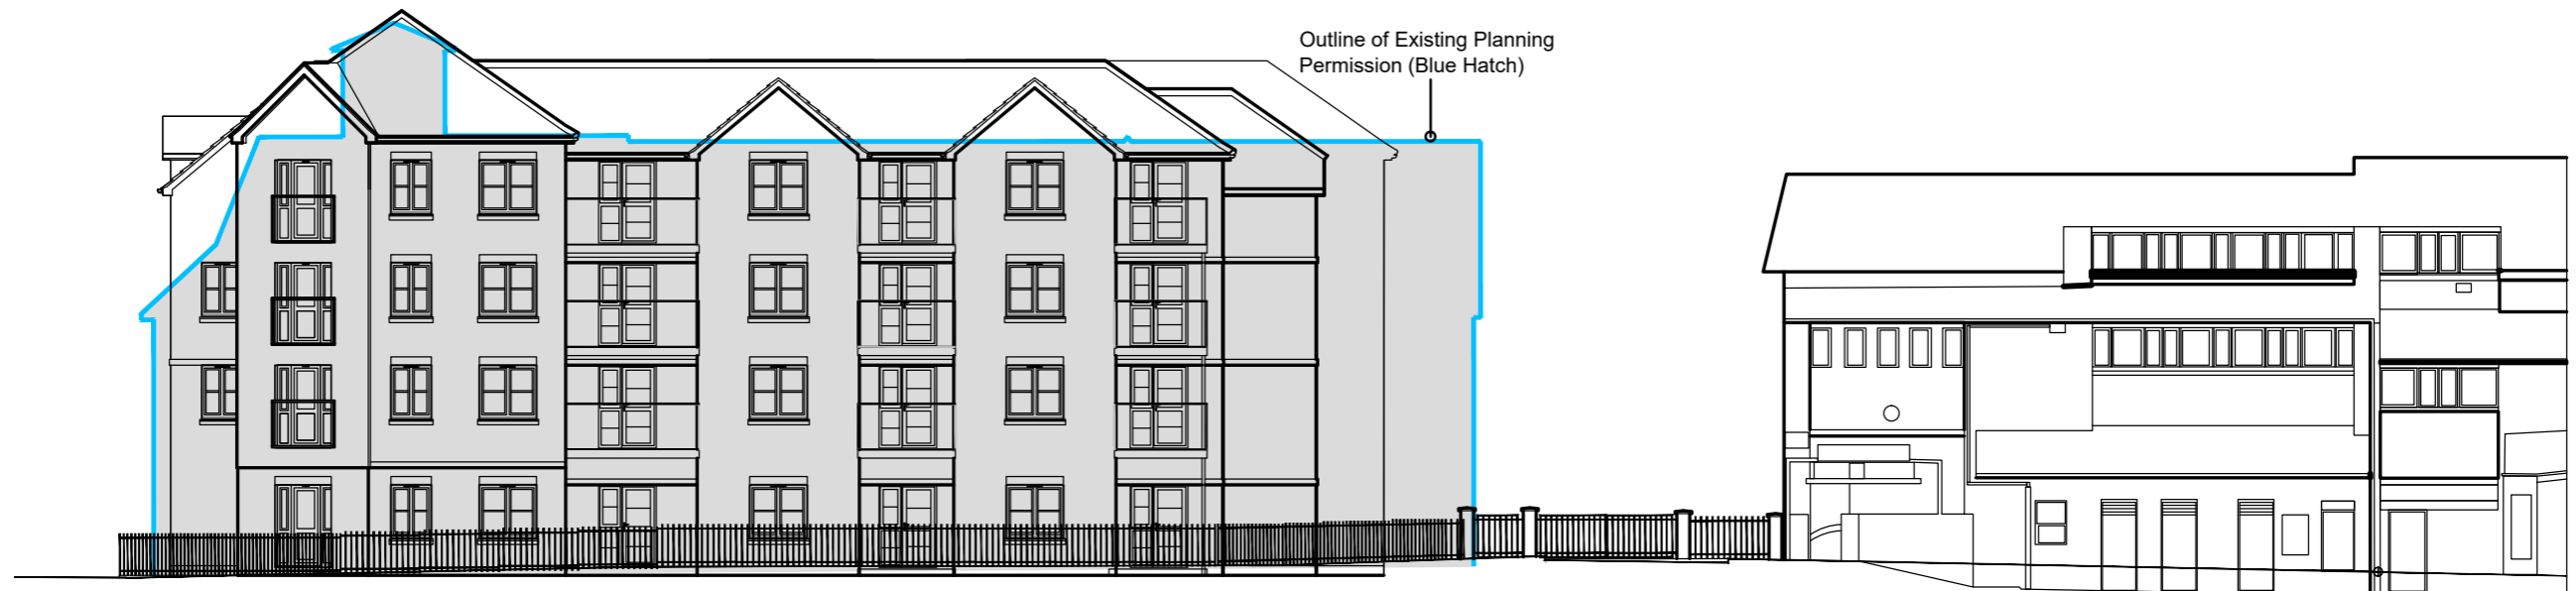 Outline of Existing Planning
Permission (Blue Hatch)